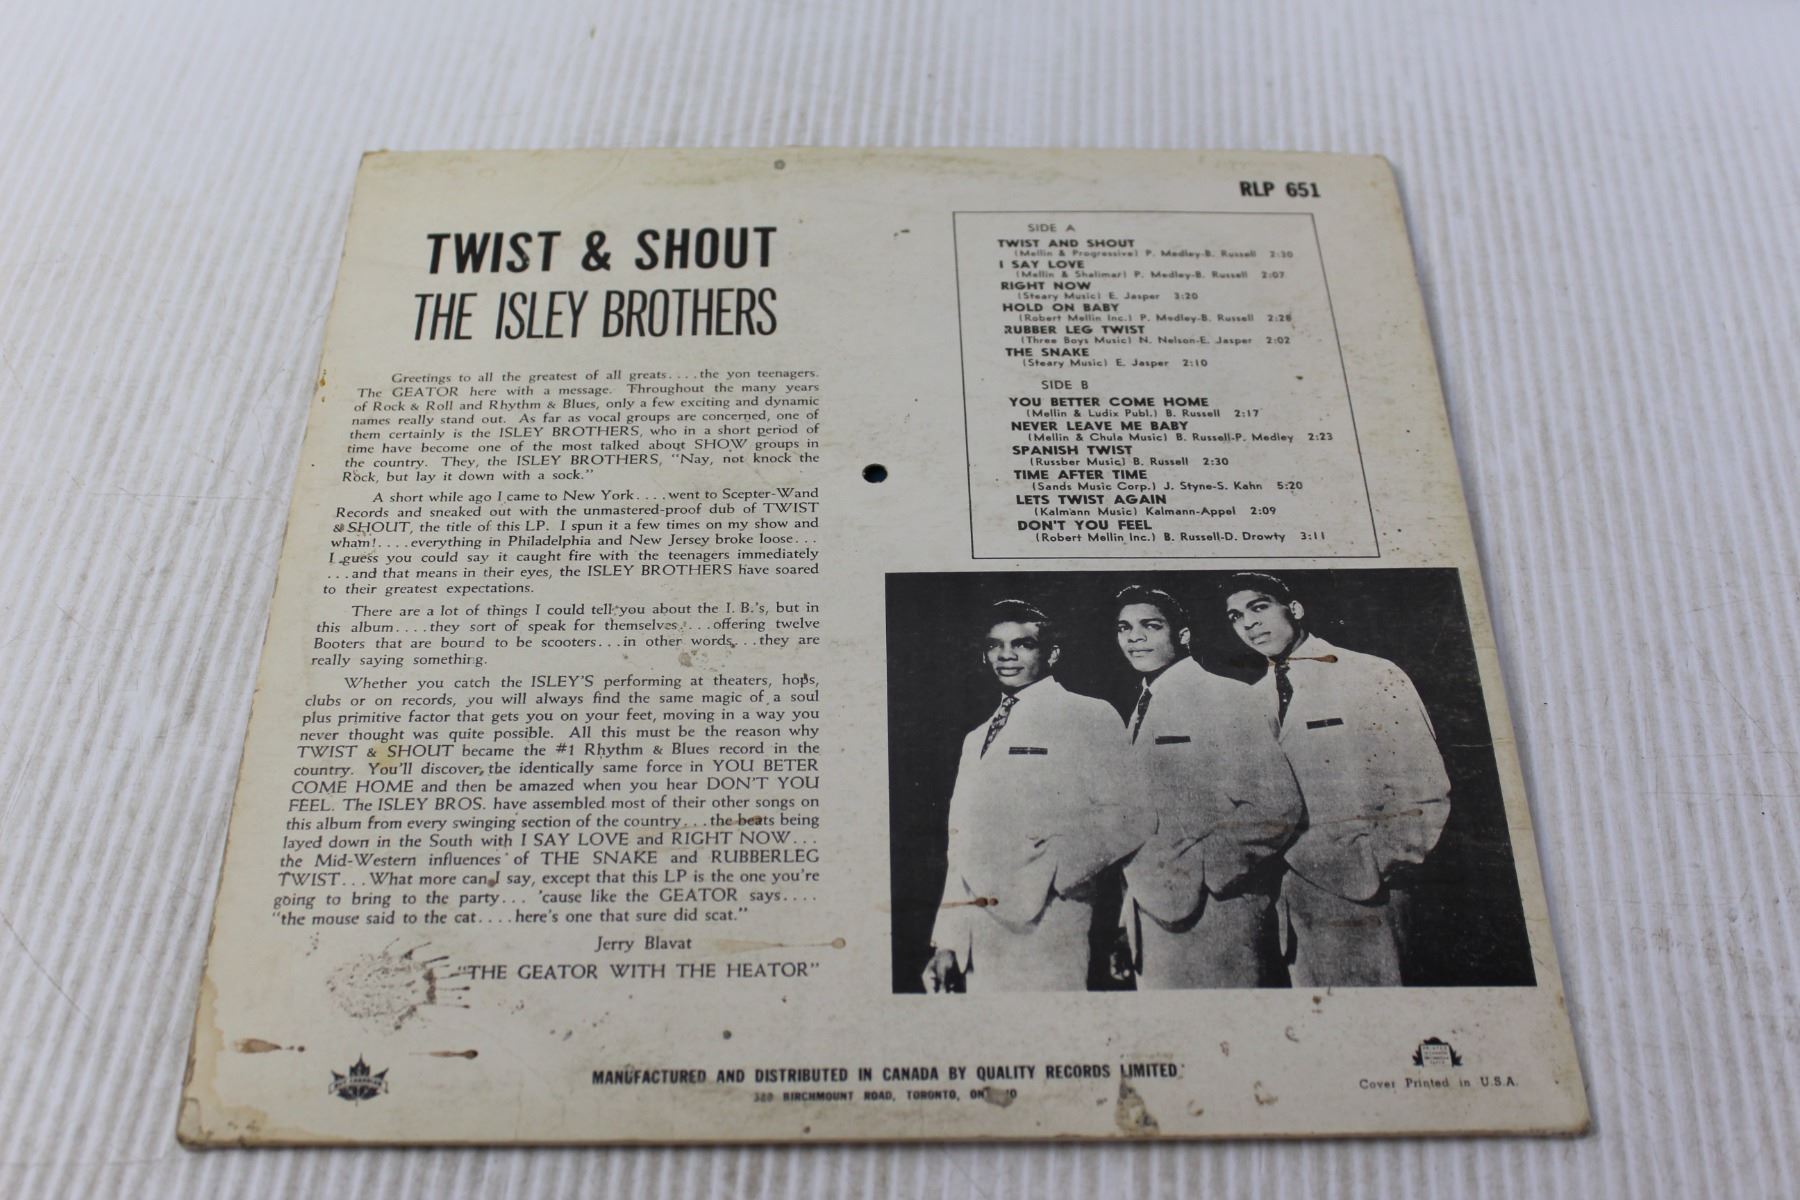 RLP 651
TWIST & SHOUT
THE ISLEY BROTHERS
Greetings to all the greatest of all greats....the yon teenagers.
The GEATOR here with a message. Throughout the many years
of Rock & Roll and Rhythm & Blues, only a few exciting and dynamic
names really stand out. As far as vocal groups are concerned, one of
them certainly is the ISLEY BROTHERS, who in a short period of
time have become one of the most talked about SHOW groups in
the country. They, the ISLEY BROTHERS, "Nay, not knock the
Rock, but lay it down with a sock."
A short while ago I came to New York....went to Scepter-Wand
Records and sneaked out with the unmastered-proof dub of TWIST
& SHOUT, the title of this LP. I spun it a few times on my show and
wham!....everything in Philadelphia and New Jersey broke loose...
I guess you could say it caught fire with the teenagers immediately
...and that means in their eyes, the ISLEY BROTHERS have soared
to their greatest expectations.
There are a lot of things I could tell you about the I. B.'s, but in
this album....they sort of speak for themselves....offering twelve
Booters that are bound to be scooters...in other words,...they are
really saying something.
Whether you catch the ISLEY'S performing at theaters, hops,
clubs or on records, you will always find the same magic of a soul
plus primitive factor that gets you on your feet, moving in a way you
never thought was quite possible. All this must be the reason why
TWIST & SHOUT became the #1 Rhythm & Blues record in the
country. You'll discover the identically same force in YOU BETER
COME HOME and then be amazed when you hear DON'T YOU
FEEL. The ISLEY BROS. have assembled most of their other songs on
this album from every swinging section of the country...the beats being
layed down in the South with I SAY LOVE and RIGHT NOW...
the Mid-Western influences of THE SNAKE and RUBBERLEG
TWIST...What more can I say, except that this LP is the one you're
going to bring to the party... 'cause like the GEATOR says....
"the mouse said to the cat....here's one that sure did scat."
Jerry Blavat
"THE GEATOR WITH THE HEATOR"
SIDE A
TWIST AND SHOUT
(Mellin & Progressive) P. Medley-B. Russell 2:30
I SAY LOVE
(Mellin & Shalimar) P. Medley-B. Russell 2:07
RIGHT NOW
(Steary Music) E. Jasper 3:20
HOLD ON BABY
(Robert Mellin Inc.) P. Medley-B. Russell 2:28
RUBBER LEG TWIST
(Three Boys Music) N. Nelson-E. Jasper 2:02
THE SNAKE
(Steary Music) E. Jasper 2:10
SIDE B
YOU BETTER COME HOME
(Mellin & Ludix Publ.) B. Russell 2:17
NEVER LEAVE ME BABY
(Mellin & Chula Music) B. Russell-P. Medley 2:23
SPANISH TWIST
(Russber Music) B. Russell 2:30
TIME AFTER TIME
(Sands Music Corp.) J. Styne-S. Kahn 5:20
LETS TWIST AGAIN
(Kalmann Music) Kalmann-Appel 2:09
DON'T YOU FEEL
(Robert Mellin Inc.) B. Russell-D. Drowty 3:11
MANUFACTURED AND DISTRIBUTED IN CANADA BY QUALITY RECORDS LIMITED
380 BIRCHMOUNT ROAD, TORONTO, ONTARIO
Cover Printed in U.S.A.